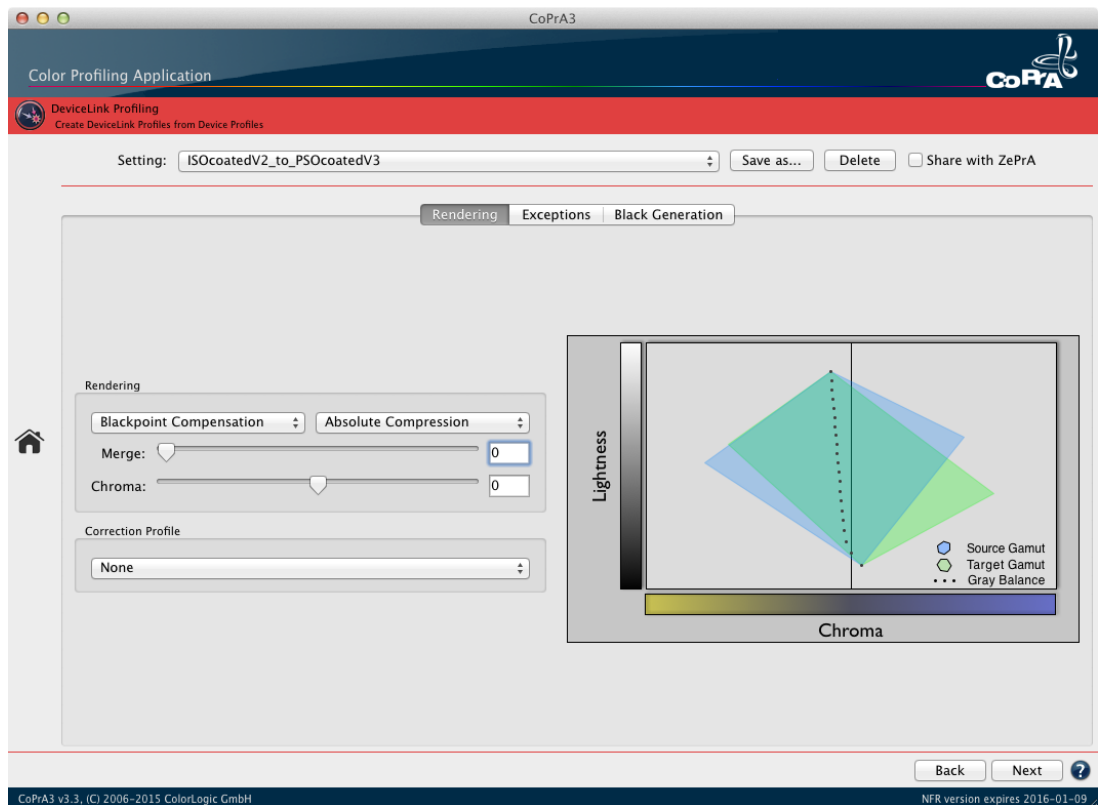 CoPrA3
Color Profiling Application
CoPrA
DeviceLink Profiling
Create DeviceLink Profiles from Device Profiles
Setting: ISOcoatedV2_to_PSOcoatedV3 Save as... Delete Share with ZePrA
Rendering Exceptions Black Generation
Rendering
Blackpoint Compensation Absolute Compression
Merge: 0
Chroma: 0
Correction Profile
None
Lightness
Source Gamut
Target Gamut
Gray Balance
Chroma
Back Next ?
CoPrA3 v3.3, (C) 2006-2015 ColorLogic GmbH NFR version expires 2016-01-09